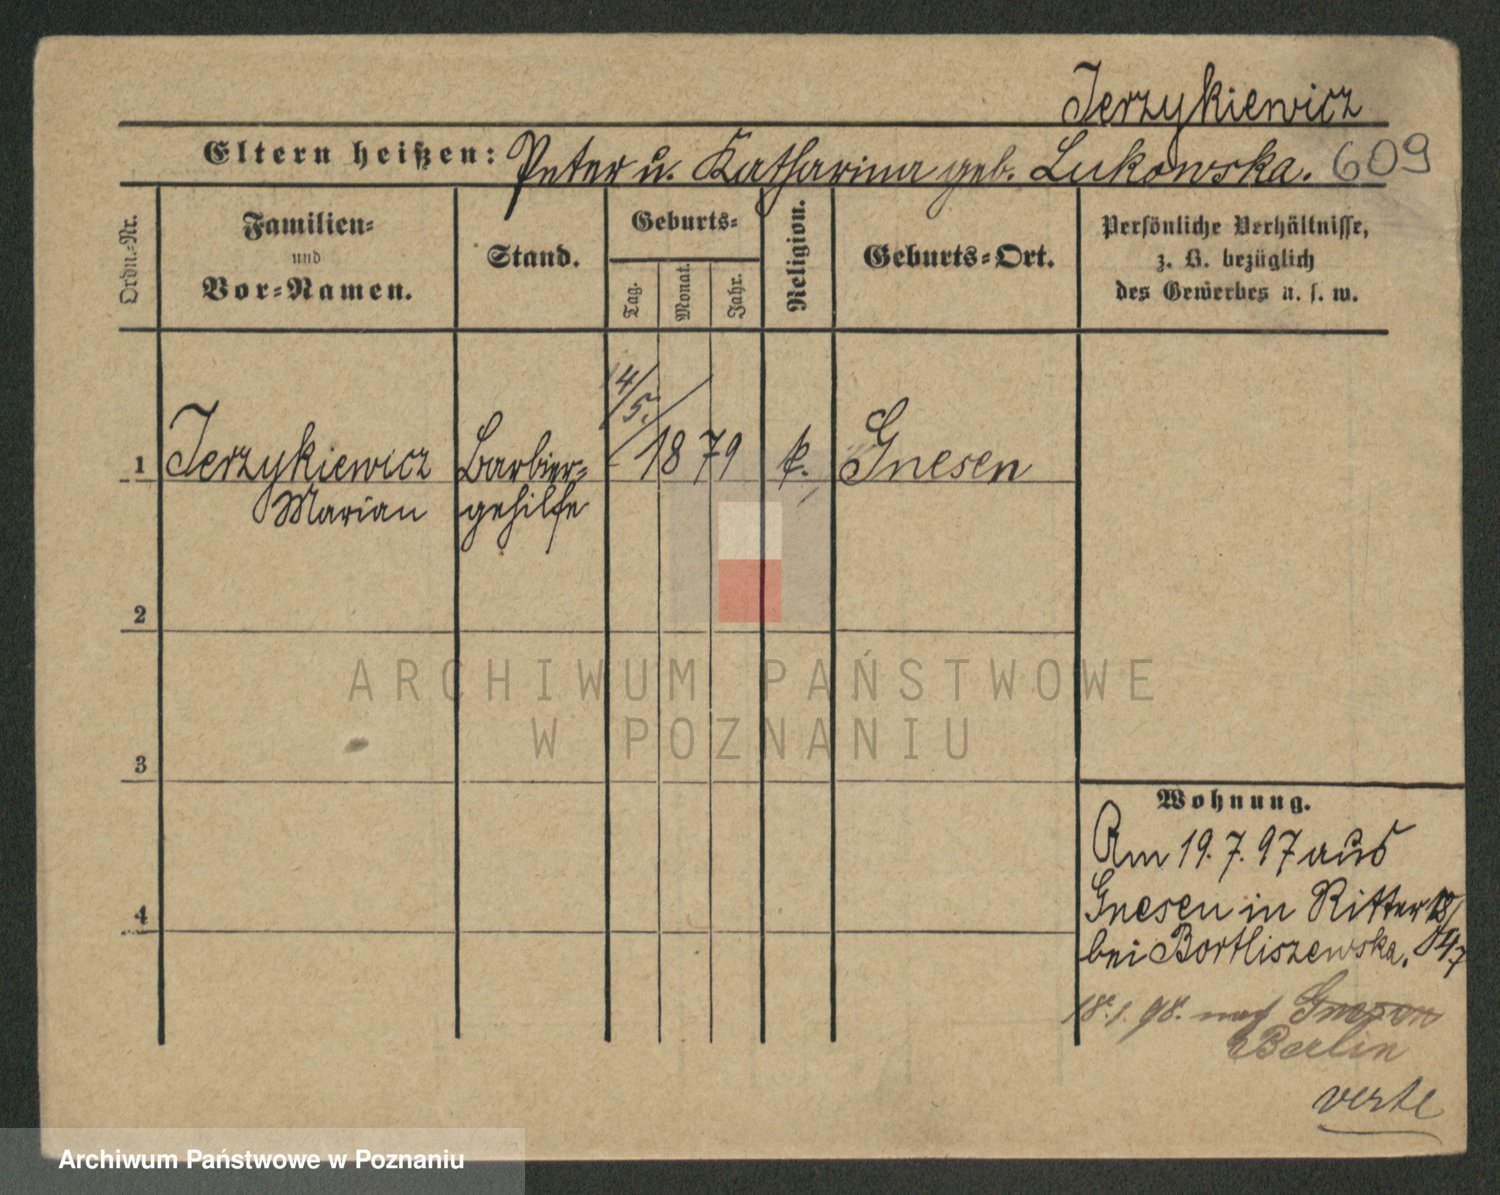 Jerzykiewicz
Eltern heißen: Peter u. Katharina geb. Lukowska. 609
Ordn.-Nr.
Familien-
und
Vor-Namen.
Stand.
Geburts-
Tag.
Monat.
Jahr.
Religion.
Geburts-Ort.
Persönliche Verhältnisse,
z. B. bezüglich
des Gewerbes u. s. w.
14/5.
1 Jerzykiewicz Barbier- 1879 k. Gnesen
Marian gehilfe
2
3
4
Wohnung.
Am 19.7.97 aus
Gnesen in Ritter 18/
bei Bortliszewska.
18.1.98. nach Gnesen
Berlin
verte
ARCHIWUM PAŃSTWOWE
W POZNANIU
Archiwum Państwowe w Poznaniu